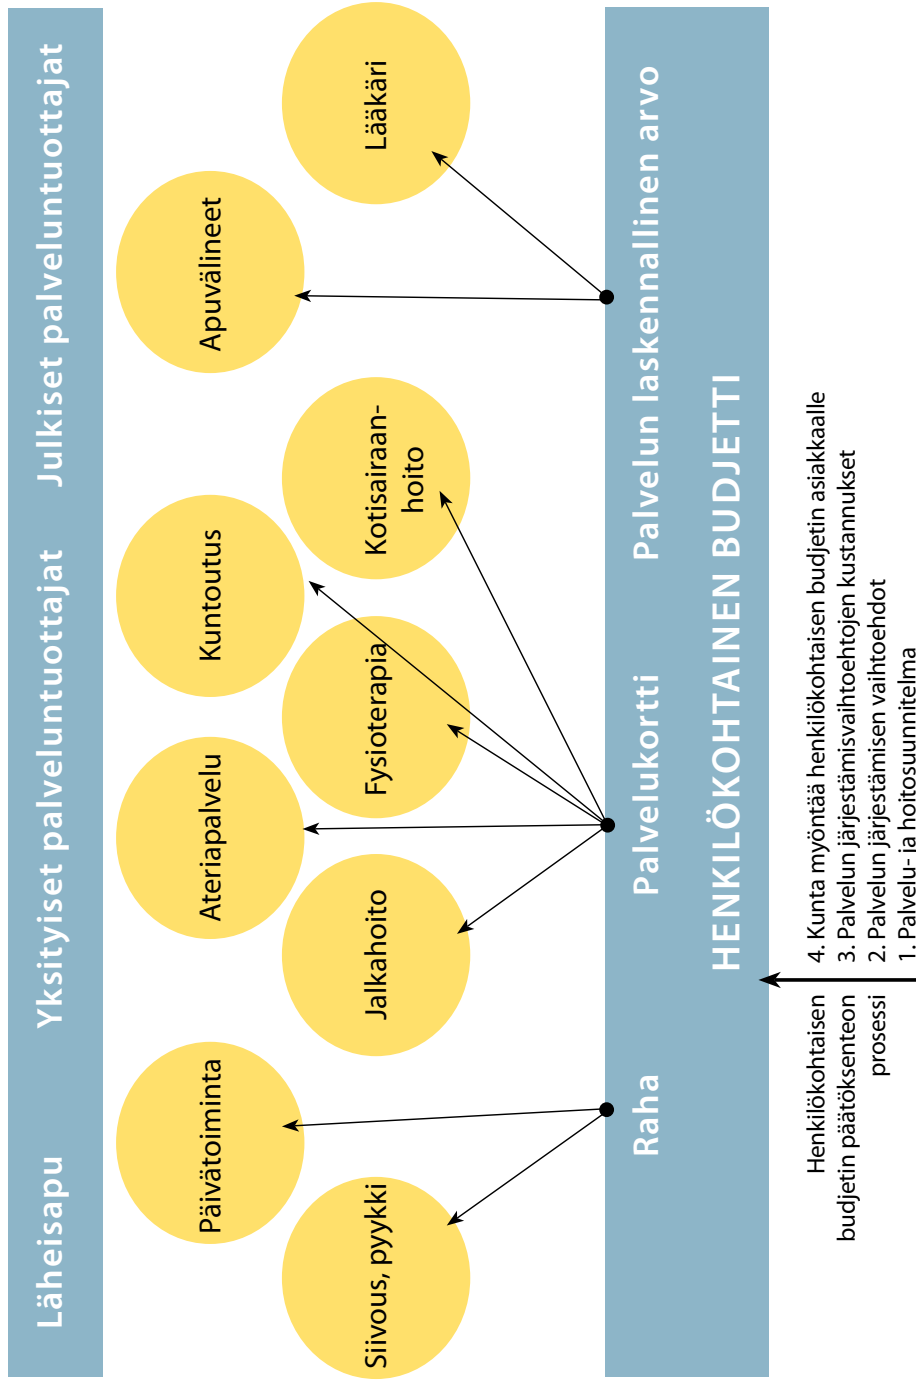 Läheisapu
Yksityiset palveluntuottajat
Julkiset palveluntuottajat
Päivätoiminta
Ateriapalvelu
Kuntoutus
Apuvälineet
Siivous, pyykki
Jalkahoito
Fysioterapia
Kotisairaan-
hoito
Lääkäri
Raha
Palvelukortti
Palvelun laskennallinen arvo
HENKILÖKOHTAINEN BUDJETTI
Henkilökohtaisen
budjetin päätöksenteon
prosessi
4. Kunta myöntää henkilökohtaisen budjetin asiakkaalle
3. Palvelun järjestämisvaihtoehtojen kustannukset
2. Palvelun järjestämisen vaihtoehdot
1. Palvelu- ja hoitosuunnitelma